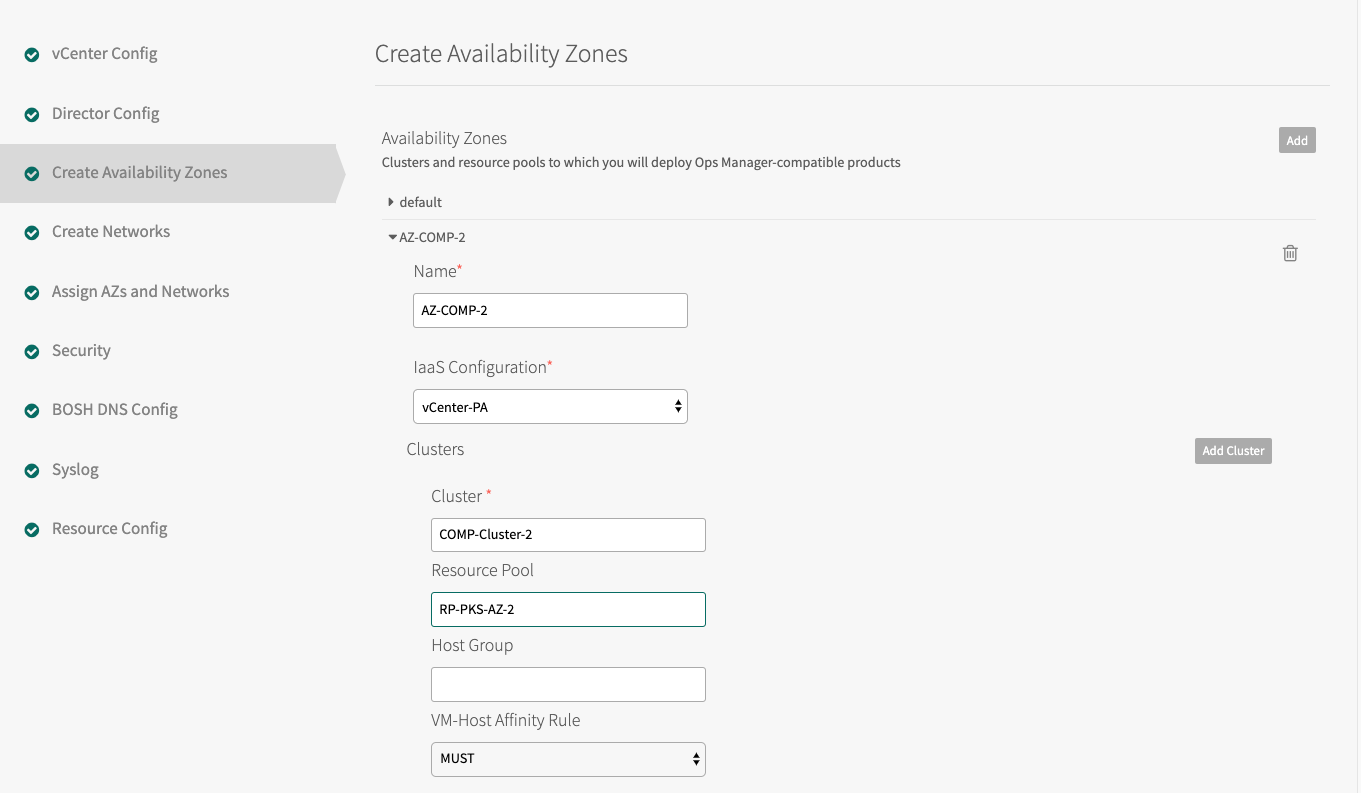 vCenter Config
Director Config
Create Availability Zones
Create Networks
Assign AZs and Networks
Security
BOSH DNS Config
Syslog
Resource Config
Create Availability Zones
Availability Zones
Add
Clusters and resource pools to which you will deploy Ops Manager-compatible products
default
AZ-COMP-2
Name*
AZ-COMP-2
IaaS Configuration*
vCenter-PA
Clusters
Add Cluster
Cluster *
COMP-Cluster-2
Resource Pool
RP-PKS-AZ-2
Host Group
VM-Host Affinity Rule
MUST